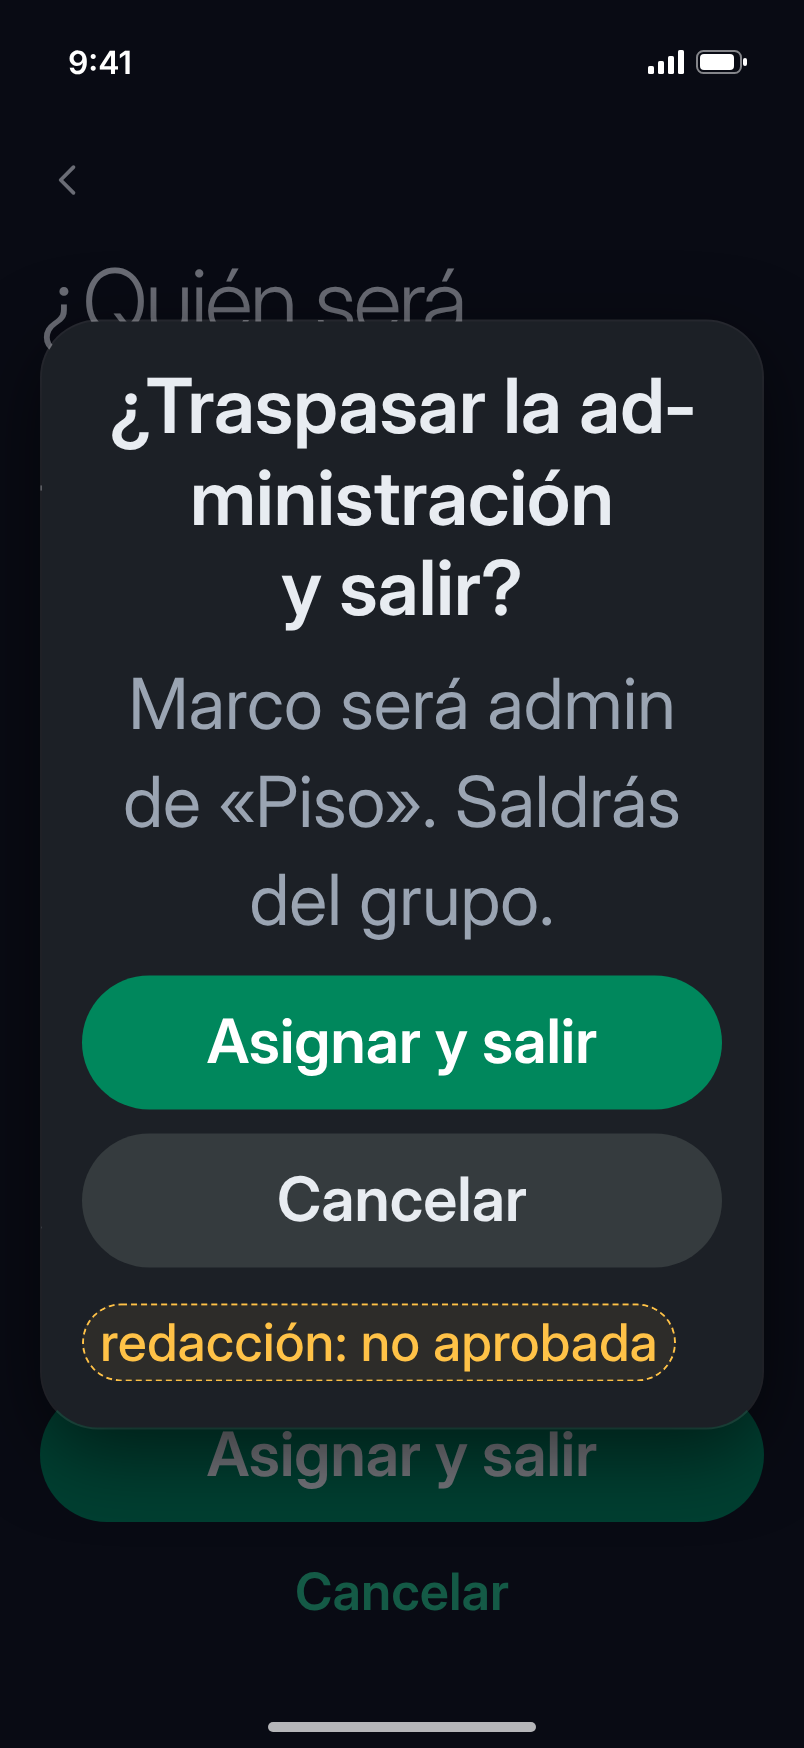 9:41
¿Quién será
¿Traspasar la ad-
ministración
y salir?
Marco será admin
de «Piso». Saldrás
del grupo.
Asignar y salir
Cancelar
redacción: no aprobada
Asignar y salir
Cancelar